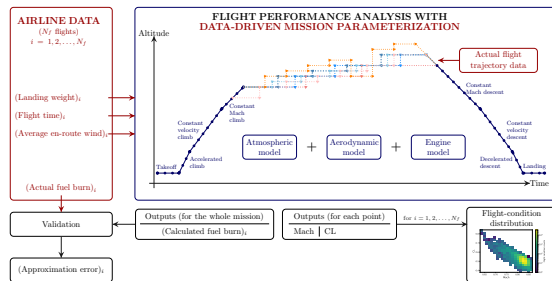 AIRLINE DATA
(N_f flights)
i = 1, 2, . . . , N_f
(Landing weight)_i
(Flight time)_i
(Average en-route wind)_i
(Actual fuel burn)_i
FLIGHT PERFORMANCE ANALYSIS WITH
DATA-DRIVEN MISSION PARAMETERIZATION
Altitude
Actual flight
trajectory data
Constant
Mach descent
Constant
Mach
climb
Constant
velocity
climb
Constant
velocity
descent
Accelerated
climb
Decelerated
descent
Takeoff
Landing
Atmospheric
model
+
Aerodynamic
model
+
Engine
model
Time
Validation
Outputs (for the whole mission)
(Calculated fuel burn)_i
Outputs (for each point)
Mach | CL
for i = 1, 2, . . . , N_f
Flight-condition
distribution
(Approximation error)_i